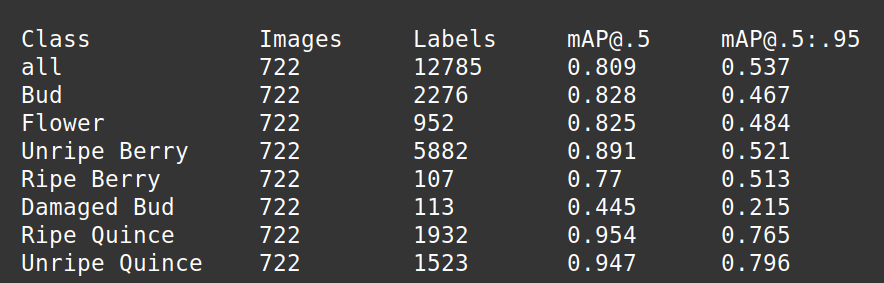 Class Images Labels mAP@.5 mAP@.5:.95
all 722 12785 0.809 0.537
Bud 722 2276 0.828 0.467
Flower 722 952 0.825 0.484
Unripe Berry 722 5882 0.891 0.521
Ripe Berry 722 107 0.77 0.513
Damaged Bud 722 113 0.445 0.215
Ripe Quince 722 1932 0.954 0.765
Unripe Quince 722 1523 0.947 0.796